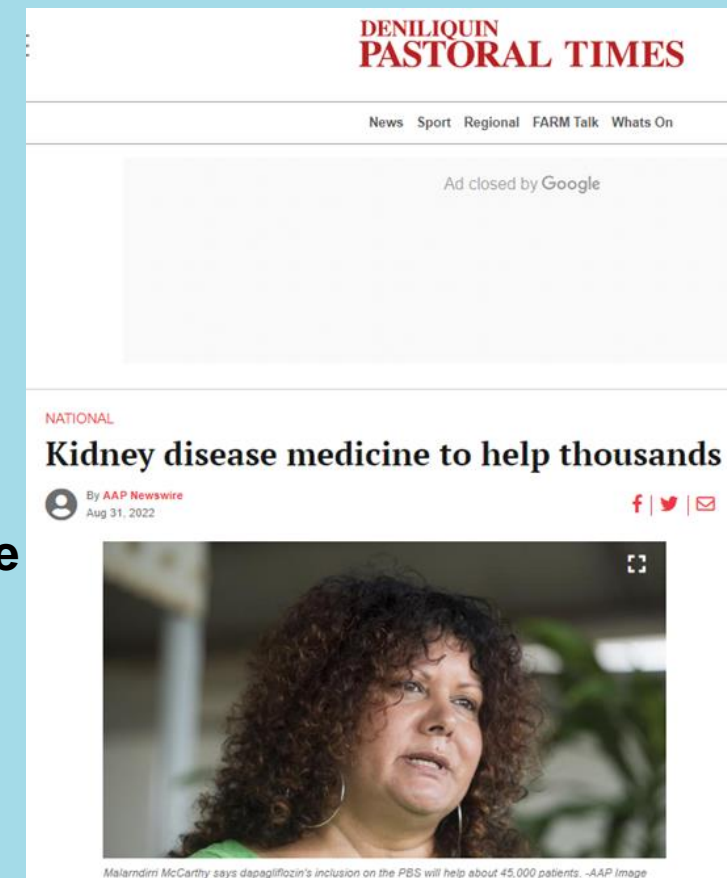 DENILIQUIN
PASTORAL TIMES
News Sport Regional FARM Talk Whats On
Ad closed by Google
NATIONAL
Kidney disease medicine to help thousands
By AAP Newswire
Aug 31, 2022
e
Malarndirri McCarthy says dapagliflozin's inclusion on the PBS will help about 45,000 patients. -AAP Image